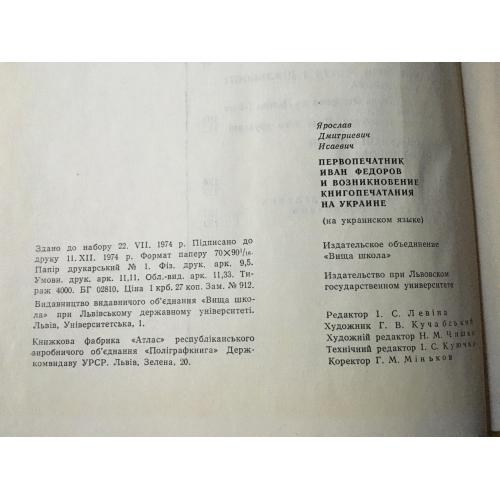 Ярослав
Дмитриевич
Исаевич
ПЕРВОПЕЧАТНИК
ИВАН ФЕДОРОВ
И ВОЗНИКНОВЕНИЕ
КНИГОПЕЧАТАНИЯ
НА УКРАИНЕ
(на украинском языке)
Издательское объединение
«Вища школа»
Издательство при Львовском
государственном университете
Редактор І. С. Левіна
Художник Г. В. Кучабський
Художній редактор Н. М. Чишко
Технічний редактор І. С.
Коректор Г. М. Міньков
Здано до набору 22. VII. 1974 р. Підписано до
друку 11. XII. 1974 р. Формат паперу 70×90¹/₁₆.
Папір друкарський № 1. Фіз. друк. арк. 9,5.
Умовн. друк. арк. 11,11. Обл.-вид. арк. 11,33. Ти-
раж 4000. БГ 02810. Ціна 1 крб. 27 коп. Зам. № 912.
Видавництво видавничого об'єднання «Вища шко-
ла» при Львівському державному університеті.
Львів, Університетська, 1.
Книжкова фабрика «Атлас» республіканського
виробничого об'єднання «Поліграфкнига» Держ-
комвидаву УРСР. Львів, Зелена, 20.